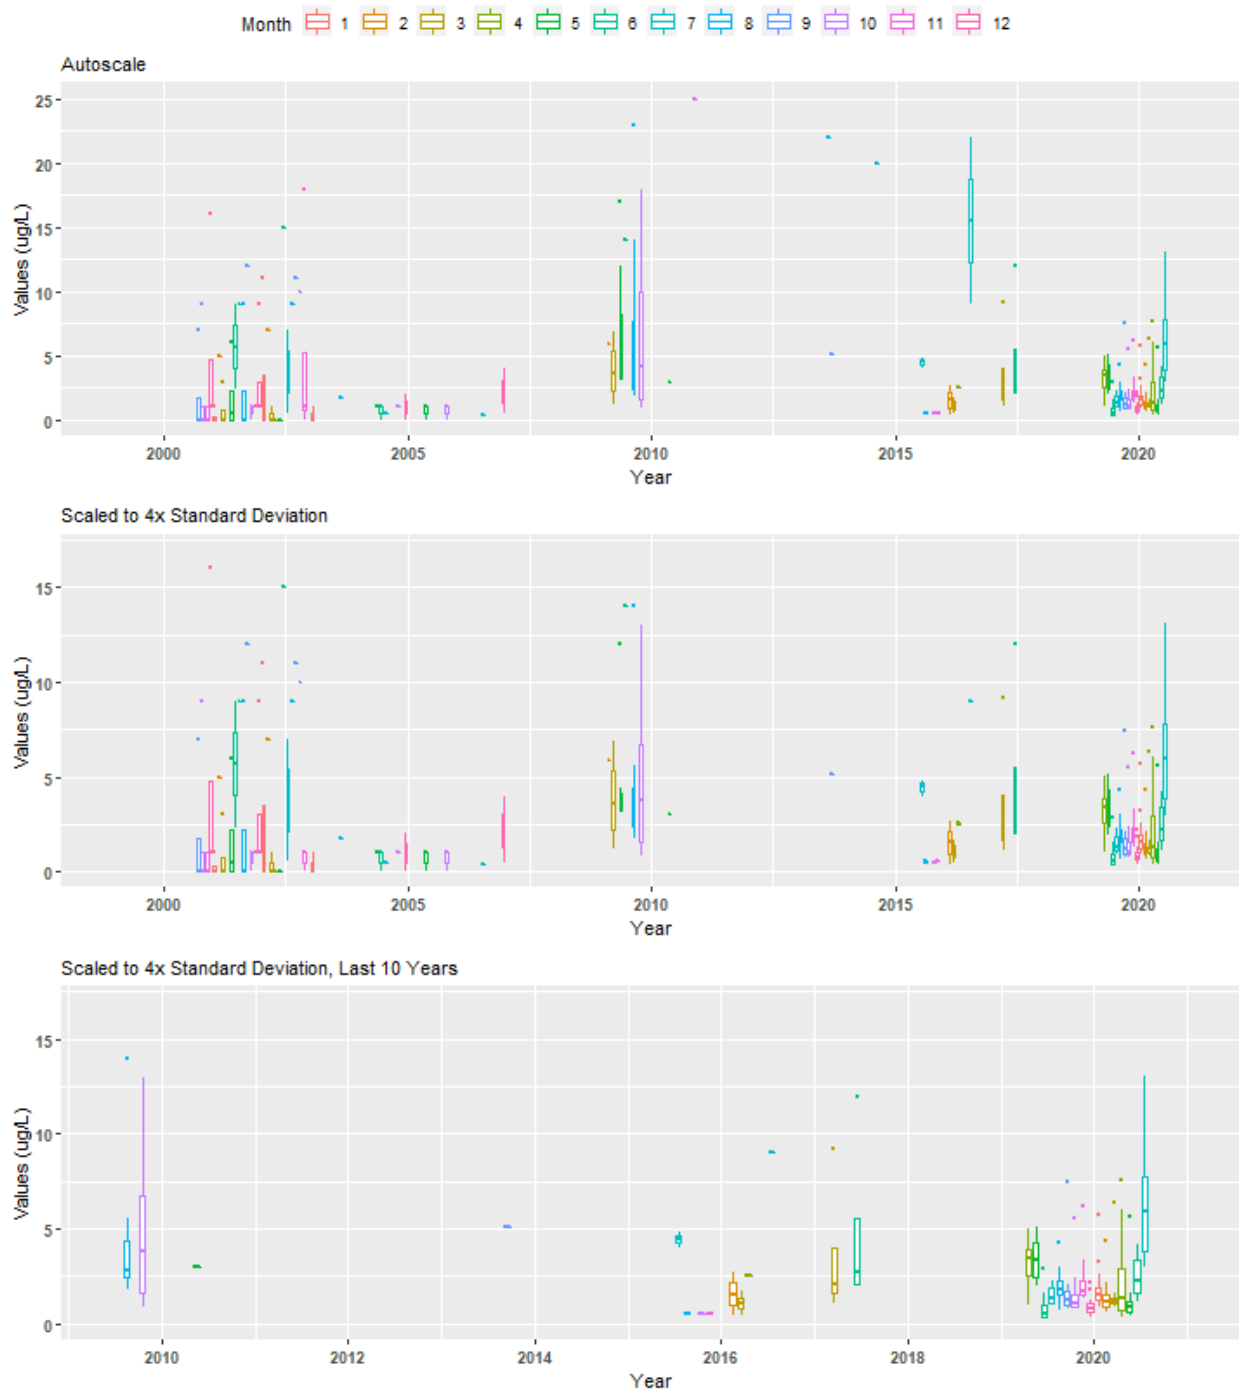 Month 1 2 3 4 5 6 7 8 9 10 11 12
Autoscale
25
20
15
10
5
0
Values (ug/L)
2000 2005 2010 2015 2020
Year
Scaled to 4x Standard Deviation
15
10
5
0
Values (ug/L)
2000 2005 2010 2015 2020
Year
Scaled to 4x Standard Deviation, Last 10 Years
15
10
5
0
Values (ug/L)
2010 2012 2014 2016 2018 2020
Year